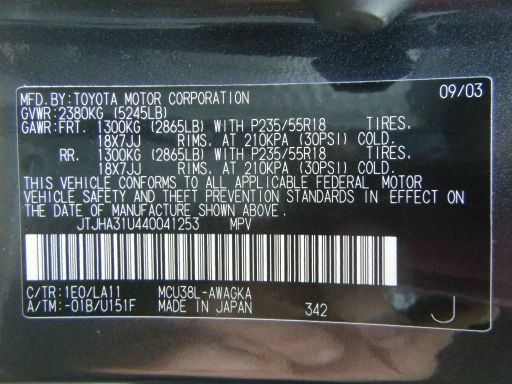 MFD.BY:TOYOTA MOTOR CORPORATION 09/03
GVWR:2380KG (5245LB)
GAWR:FRT. 1300KG (2865LB) WITH P235/55R18 TIRES.
18X7JJ RIMS. AT 210KPA (30PSI) COLD.
RR. 1300KG (2865LB) WITH P235/55R18 TIRES.
18X7JJ RIMS. AT 210KPA (30PSI) COLD.
THIS VEHICLE CONFORMS TO ALL APPLICABLE FEDERAL MOTOR
VEHICLE SAFETY AND THEFT PREVENTION STANDARDS IN EFFECT ON
THE DATE OF MANUFACTURE SHOWN ABOVE.
JTJHA31U440041253 MPV
C/TR:1E0/LA11 MCU38L-AWAGKA
A/TM:-01B/U151F MADE IN JAPAN 342 J